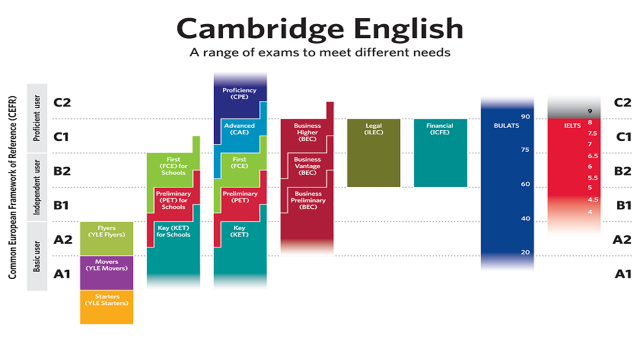 Cambridge English
A range of exams to meet different needs
Common European Framework of Reference (CEFR)
Proficient user
Independent user
Basic user
C2
C1
B2
B1
A2
A1
Flyers
(YLE Flyers)
Movers
(YLE Movers)
Starters
(YLE Starters)
First
(FCE) for
Schools
Preliminary
(PET) for
Schools
Key (KET)
for Schools
Proficiency
(CPE)
Advanced
(CAE)
First
(FCE)
Preliminary
(PET)
Key
(KET)
Business
Higher
(BEC)
Business
Vantage
(BEC)
Business
Preliminary
(BEC)
Legal
(ILEC)
Financial
(ICFE)
BULATS
90
75
60
40
20
IELTS
9
8
7.5
7
6.5
6
5.5
5
4.5
4
C2
C1
B2
B1
A2
A1